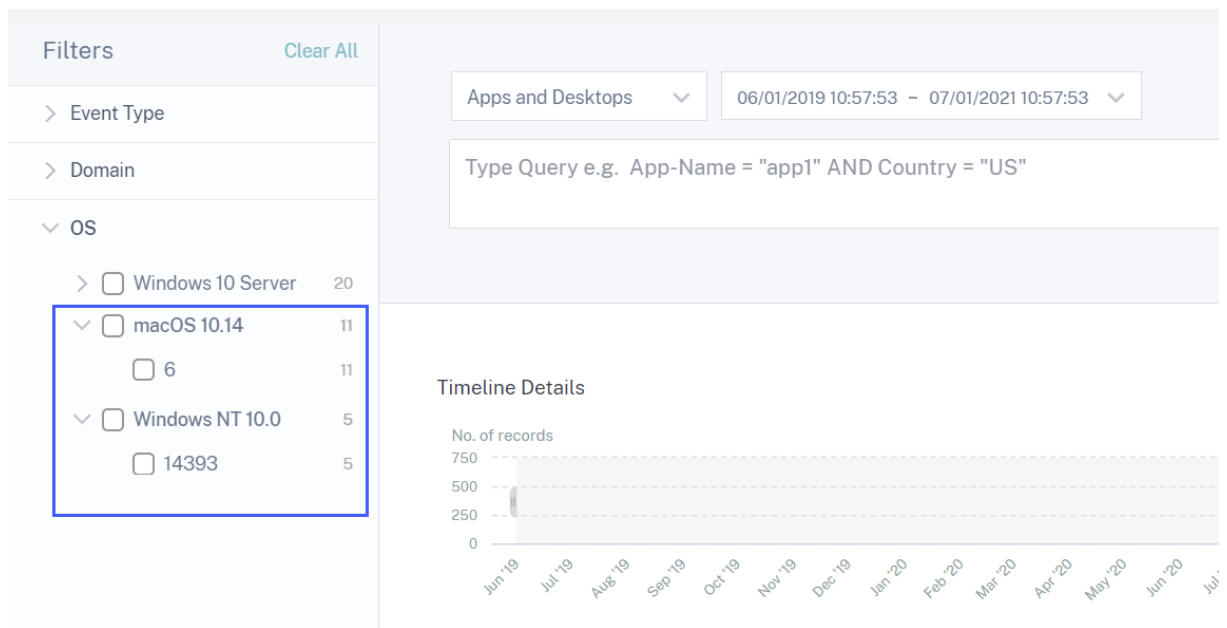 Filters Clear All
Event Type
Domain
OS
Windows 10 Server 20
macOS 10.14 11
6 11
Windows NT 10.0 5
14393 5
Apps and Desktops
06/01/2019 10:57:53 – 07/01/2021 10:57:53
Type Query e.g. App-Name = "app1" AND Country = "US"
Timeline Details
No. of records
750
500
250
0
Jun '19 Jul '19 Aug '19 Sep '19 Oct '19 Nov '19 Dec '19 Jan '20 Feb '20 Mar '20 Apr '20 May '20 Jun '20